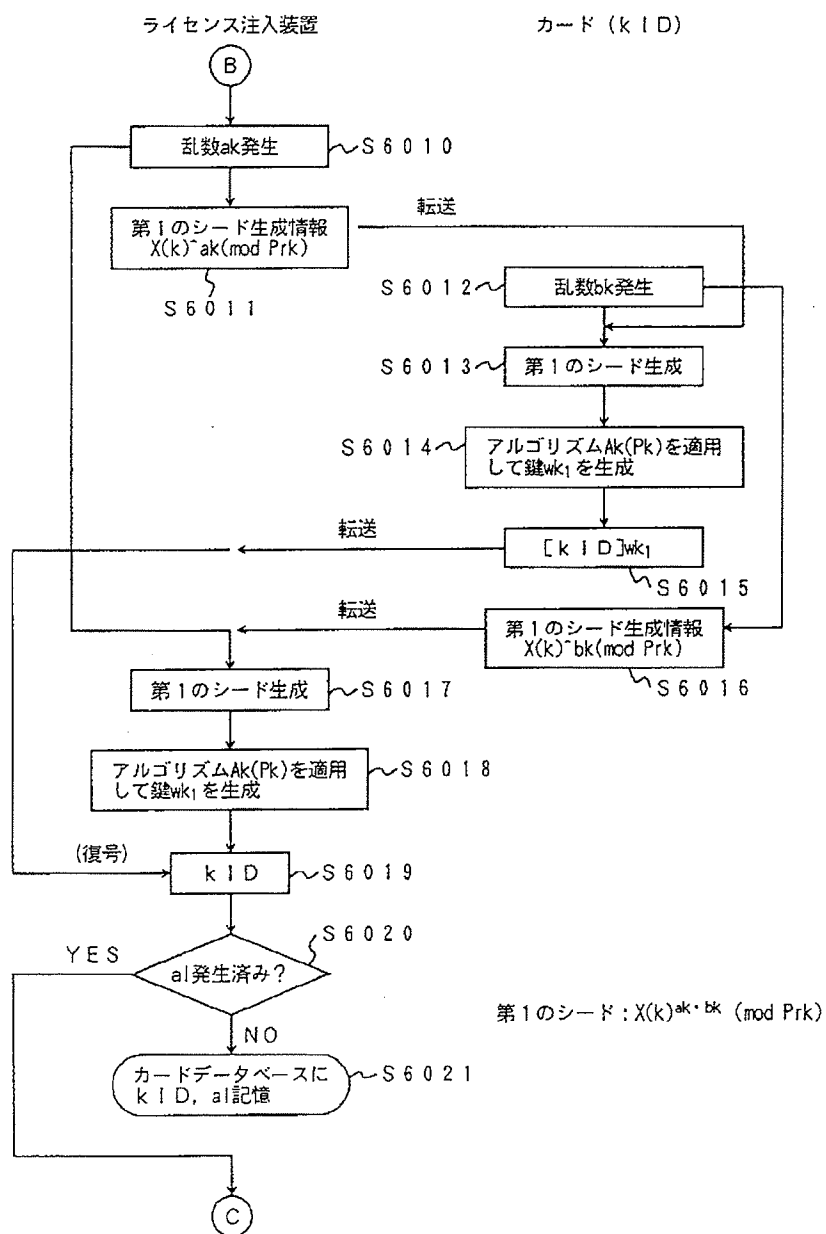 ライセンス注入装置
カード (kID)
B
乱数ak発生
S6010
第1のシード生成情報
X(k)^ak(mod Prk)
S6011
転送
S6012
乱数bk発生
S6013
第1のシード生成
S6014
アルゴリズムAk(Pk)を適用
して鍵wk₁を生成
転送
[kID]wk₁
S6015
転送
第1のシード生成情報
X(k)^bk(mod Prk)
S6016
第1のシード生成
S6017
アルゴリズムAk(Pk)を適用
して鍵wk₁を生成
S6018
(復号)
kID
S6019
S6020
YES
al発生済み?
NO
第1のシード:X(k)^ak・bk (mod Prk)
カードデータベースに
kID, al記憶
S6021
C